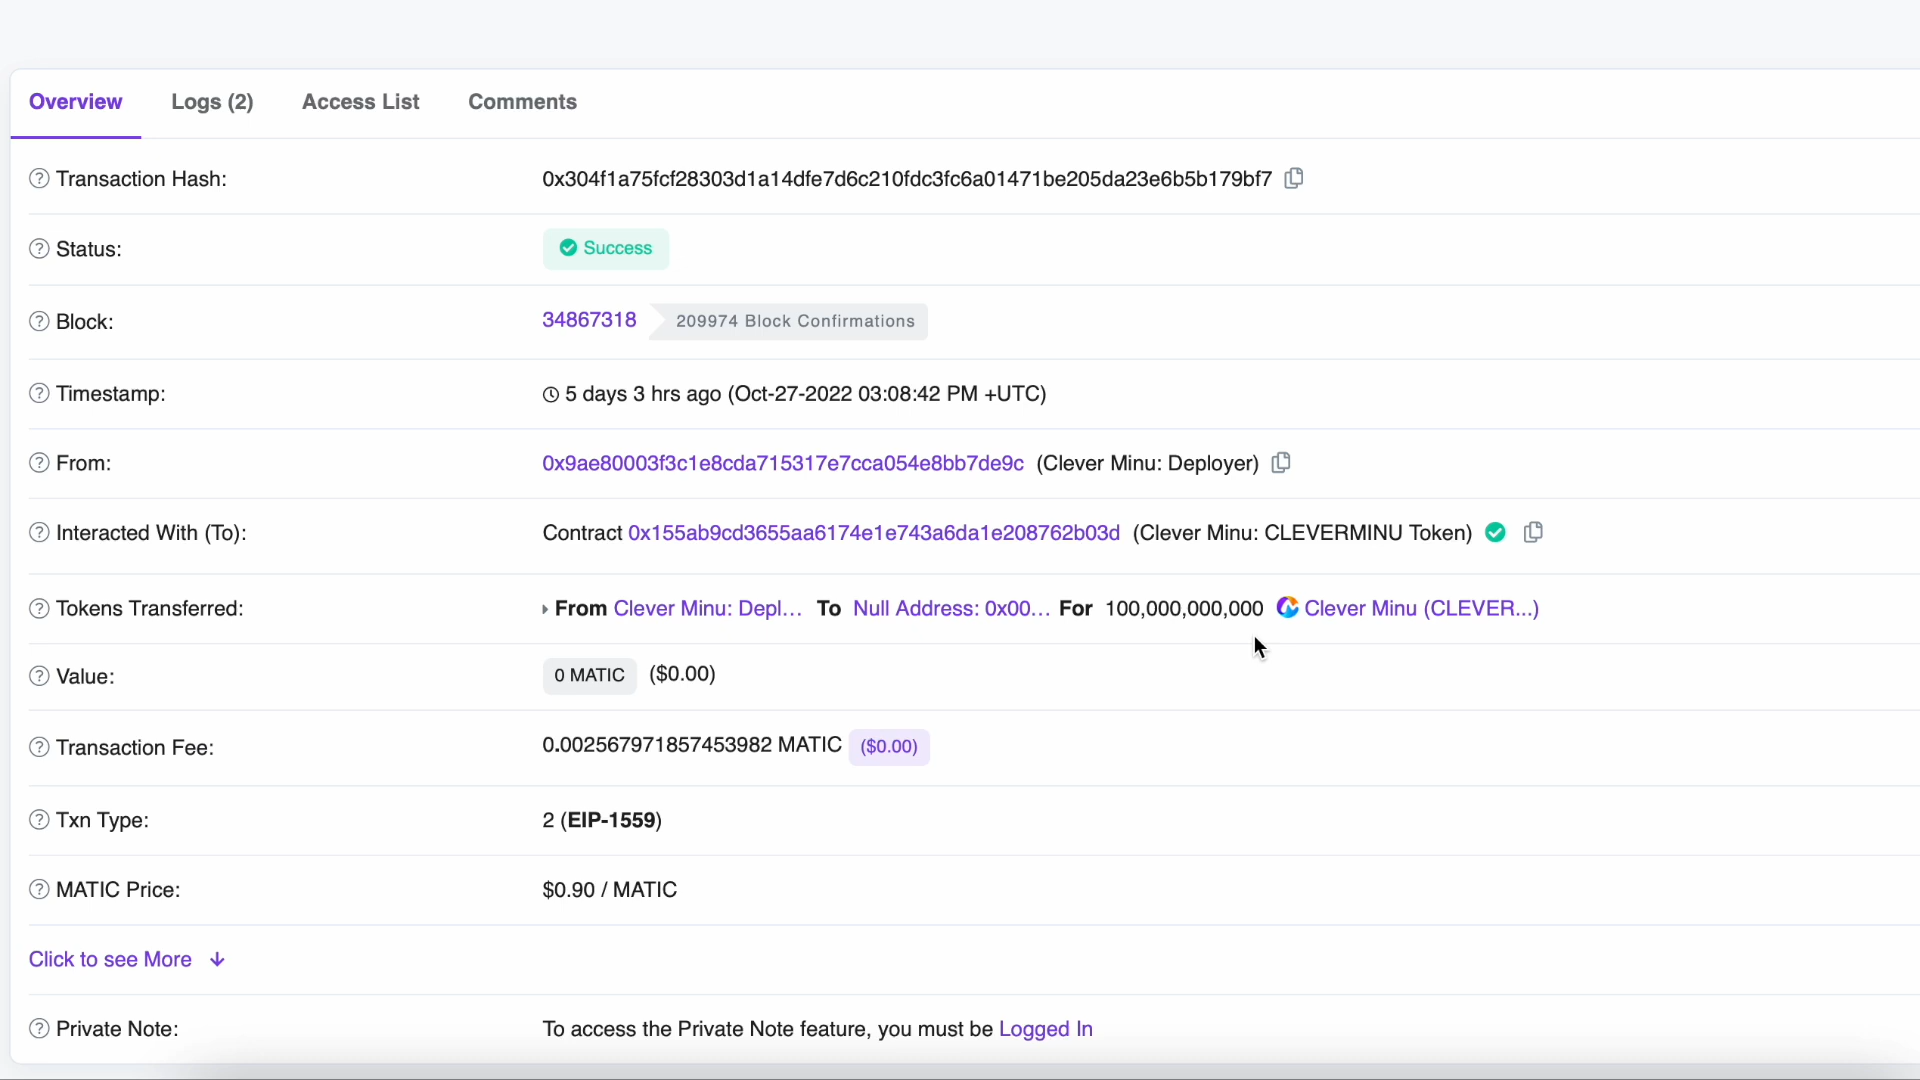 Overview Logs (2) Access List Comments
Transaction Hash: 0x304f1a75fcf28303d1a14dfe7d6c210fdc3fc6a01471be205da23e6b5b179bf7
Status: Success
Block: 34867318 209974 Block Confirmations
Timestamp: 5 days 3 hrs ago (Oct-27-2022 03:08:42 PM +UTC)
From: 0x9ae80003f3c1e8cda715317e7cca054e8bb7de9c (Clever Minu: Deployer)
Interacted With (To): Contract 0x155ab9cd3655aa6174e1e743a6da1e208762b03d (Clever Minu: CLEVERMINU Token)
Tokens Transferred: From Clever Minu: Depl... To Null Address: 0x00... For 100,000,000,000 Clever Minu (CLEVER...)
Value: 0 MATIC ($0.00)
Transaction Fee: 0.002567971857453982 MATIC ($0.00)
Txn Type: 2 (EIP-1559)
MATIC Price: $0.90 / MATIC
Click to see More
Private Note: To access the Private Note feature, you must be Logged In